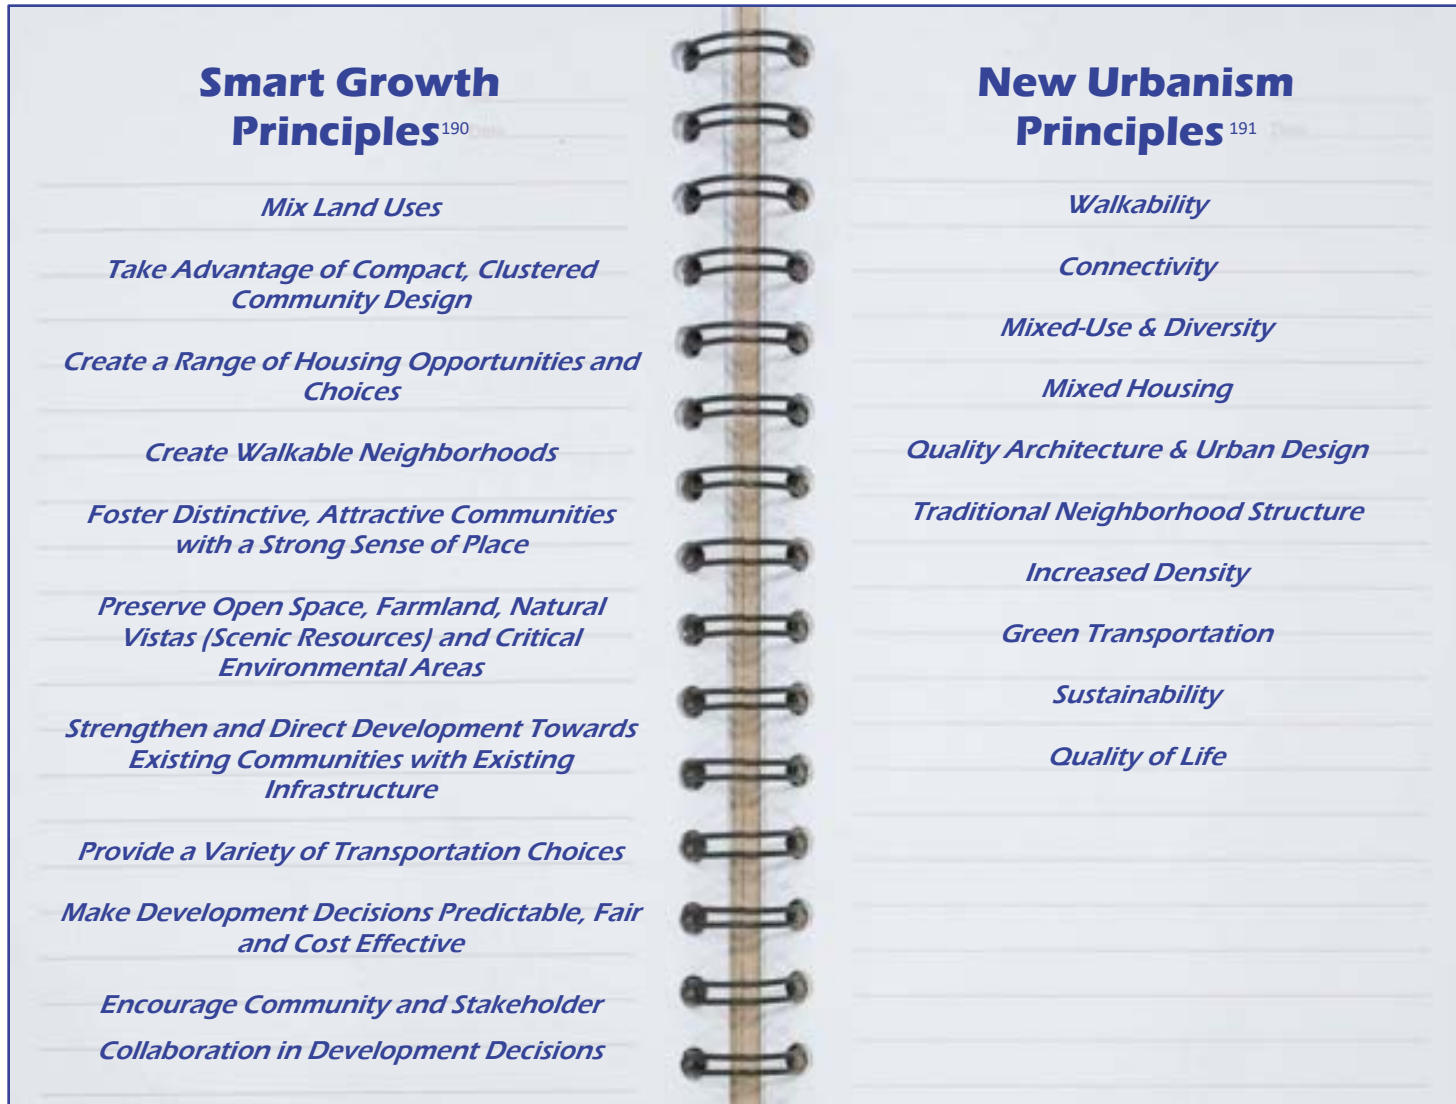 Smart Growth
Principles190
Mix Land Uses
Take Advantage of Compact, Clustered
Community Design
Create a Range of Housing Opportunities and
Choices
Create Walkable Neighborhoods
Foster Distinctive, Attractive Communities
with a Strong Sense of Place
Preserve Open Space, Farmland, Natural
Vistas (Scenic Resources) and Critical
Environmental Areas
Strengthen and Direct Development Towards
Existing Communities with Existing
Infrastructure
Provide a Variety of Transportation Choices
Make Development Decisions Predictable, Fair
and Cost Effective
Encourage Community and Stakeholder
Collaboration in Development Decisions
New Urbanism
Principles 191
Walkability
Connectivity
Mixed-Use & Diversity
Mixed Housing
Quality Architecture & Urban Design
Traditional Neighborhood Structure
Increased Density
Green Transportation
Sustainability
Quality of Life